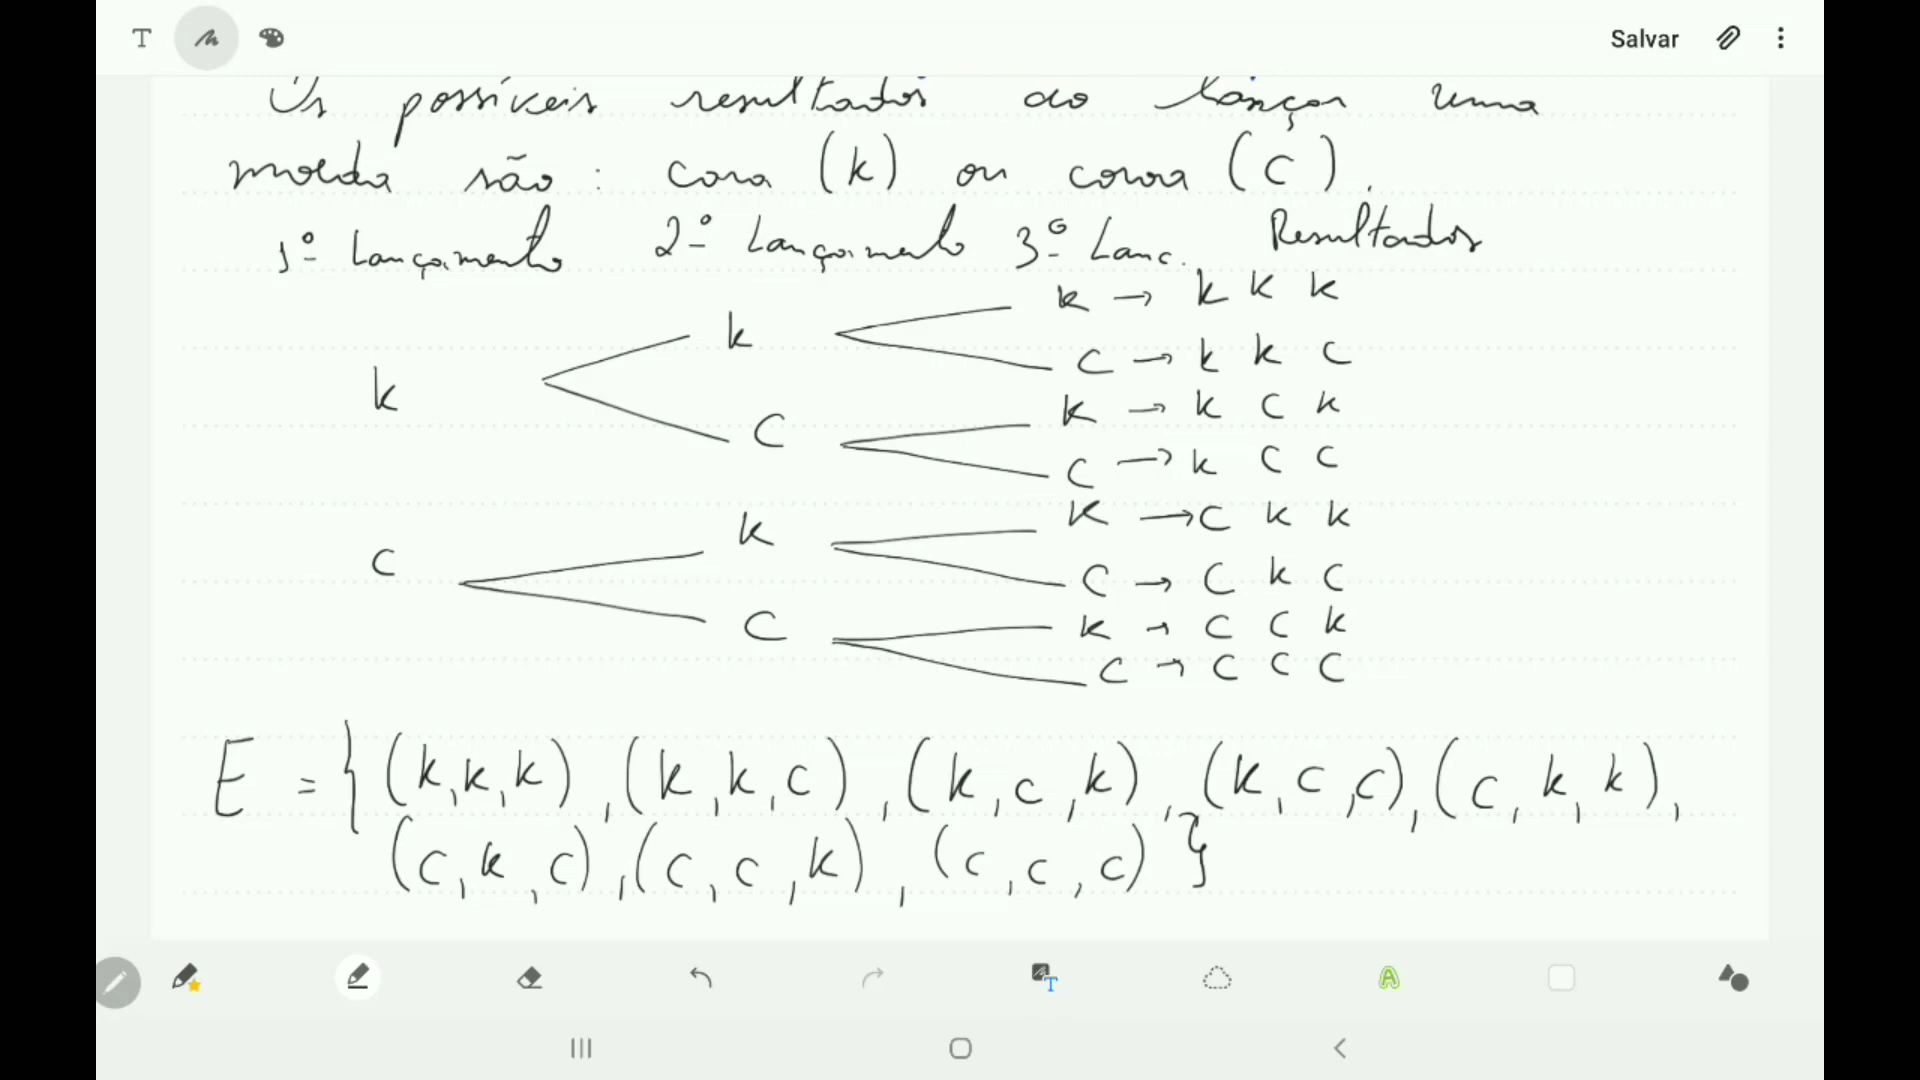 T
Salvar
Os possíveis resultados ao lançar uma
moeda são: cara (k) ou coroa (C).
1º Lançamento 2º Lançamento 3º Lanc. Resultados
k → k k k
k
C → k k C
k
K → K C K
C
C → k C C
K → C k k
K
C
C → C k C
K → C C K
C
C → C C C
E = {(k,k,k), (k,k,c), (k,c,k), (k,c,c), (c,k,k),
(c,k,c), (c,c,k), (c,c,c)}
T
A